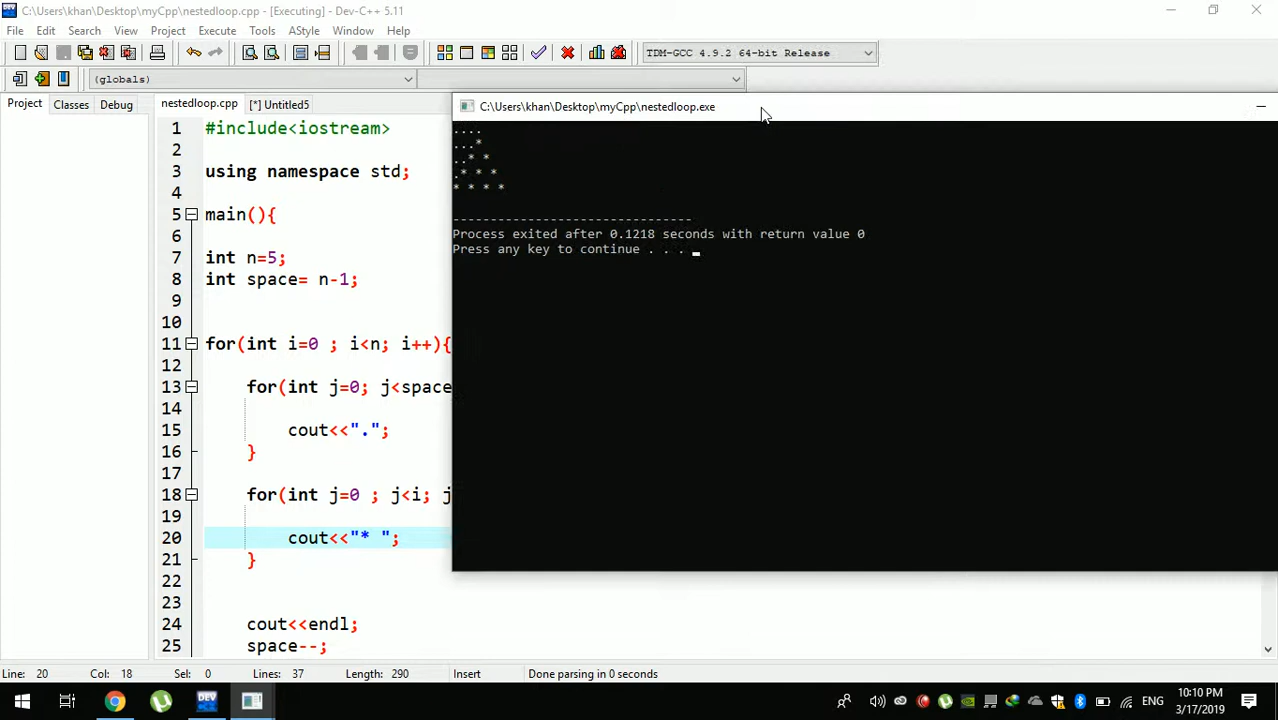 C:\Users\khan\Desktop\myCpp\nestedloop.cpp - [Executing] - Dev-C++ 5.11
File Edit Search View Project Execute Tools AStyle Window Help
TDM-GCC 4.9.2 64-bit Release
(globals)
Project Classes Debug
nestedloop.cpp [*] Untitled5
C:\Users\khan\Desktop\myCpp\nestedloop.exe
....
...*
..* *
.* * *
* * * *
--------------------------------
Process exited after 0.1218 seconds with return value 0
Press any key to continue . . .
1 #include<iostream>
2
3 using namespace std;
4
5 main(){
6
7 int n=5;
8 int space= n-1;
9
10
11 for(int i=0 ; i<n; i++){
12
13 for(int j=0; j<space
14
15 cout<<".";
16 }
17
18 for(int j=0 ; j<i; j
19
20 cout<<"* ";
21 }
22
23
24 cout<<endl;
25 space--;
Line: 20 Col: 18 Sel: 0 Lines: 37 Length: 290 Insert Done parsing in 0 seconds
DEV
ENG
10:10 PM
3/17/2019